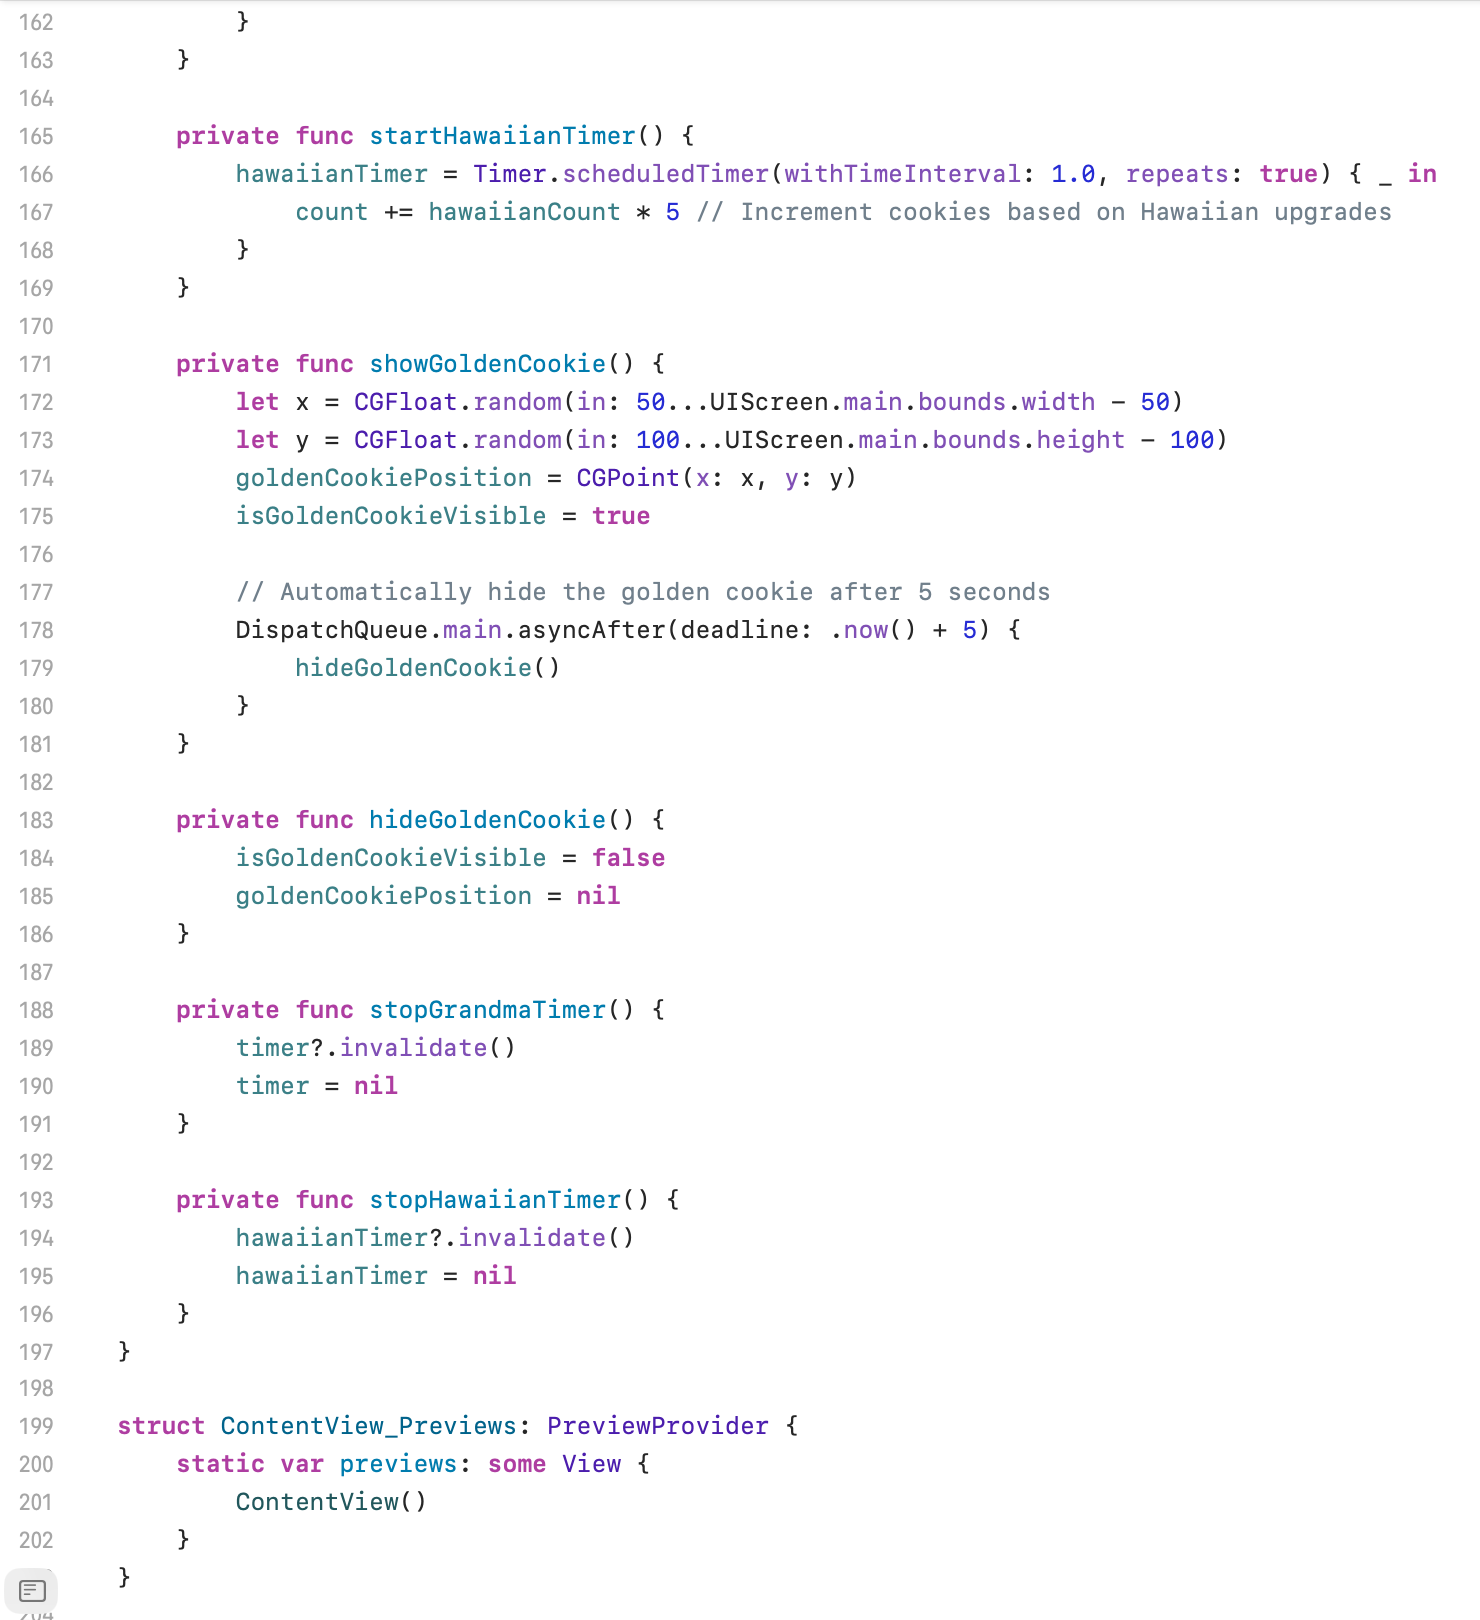 162 }
163 }
164
165 private func startHawaiianTimer() {
166 hawaiianTimer = Timer.scheduledTimer(withTimeInterval: 1.0, repeats: true) { _ in
167 count += hawaiianCount * 5 // Increment cookies based on Hawaiian upgrades
168 }
169 }
170
171 private func showGoldenCookie() {
172 let x = CGFloat.random(in: 50...UIScreen.main.bounds.width - 50)
173 let y = CGFloat.random(in: 100...UIScreen.main.bounds.height - 100)
174 goldenCookiePosition = CGPoint(x: x, y: y)
175 isGoldenCookieVisible = true
176
177 // Automatically hide the golden cookie after 5 seconds
178 DispatchQueue.main.asyncAfter(deadline: .now() + 5) {
179 hideGoldenCookie()
180 }
181 }
182
183 private func hideGoldenCookie() {
184 isGoldenCookieVisible = false
185 goldenCookiePosition = nil
186 }
187
188 private func stopGrandmaTimer() {
189 timer?.invalidate()
190 timer = nil
191 }
192
193 private func stopHawaiianTimer() {
194 hawaiianTimer?.invalidate()
195 hawaiianTimer = nil
196 }
197 }
198
199 struct ContentView_Previews: PreviewProvider {
200 static var previews: some View {
201 ContentView()
202 }
}
204